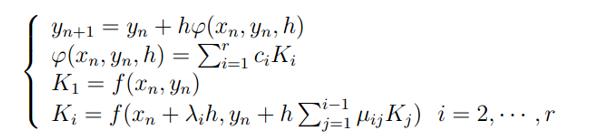 y_{n+1} = y_n + hφ(x_n, y_n, h)
φ(x_n, y_n, h) = ∑_{i=1}^{r} c_i K_i
K_1 = f(x_n, y_n)
K_i = f(x_n + λ_i h, y_n + h ∑_{j=1}^{i−1} μ_{ij} K_j)  i = 2, ⋯ , r